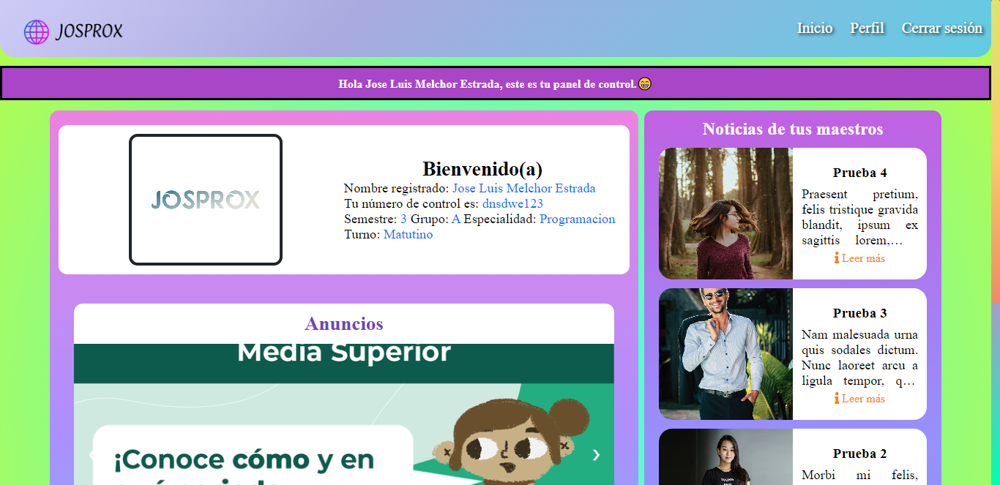 JOSPROX
Inicio Perfil Cerrar sesión
Hola Jose Luis Melchor Estrada, este es tu panel de control.😁
JOSPROX
Bienvenido(a)
Nombre registrado: Jose Luis Melchor Estrada
Tu número de control es: dnsdwe123
Semestre: 3 Grupo: A Especialidad: Programacion
Turno: Matutino
Anuncios
Media Superior
¡Conoce cómo y en
Noticias de tus maestros
Prueba 4
Praesent pretium,
felis tristique gravida
blandit, ipsum ex
sagittis lorem,...
Leer más
Prueba 3
Nam malesuada urna
quis sodales dictum.
Nunc laoreet arcu a
ligula tempor, q...
Leer más
Prueba 2
Morbi mi felis,